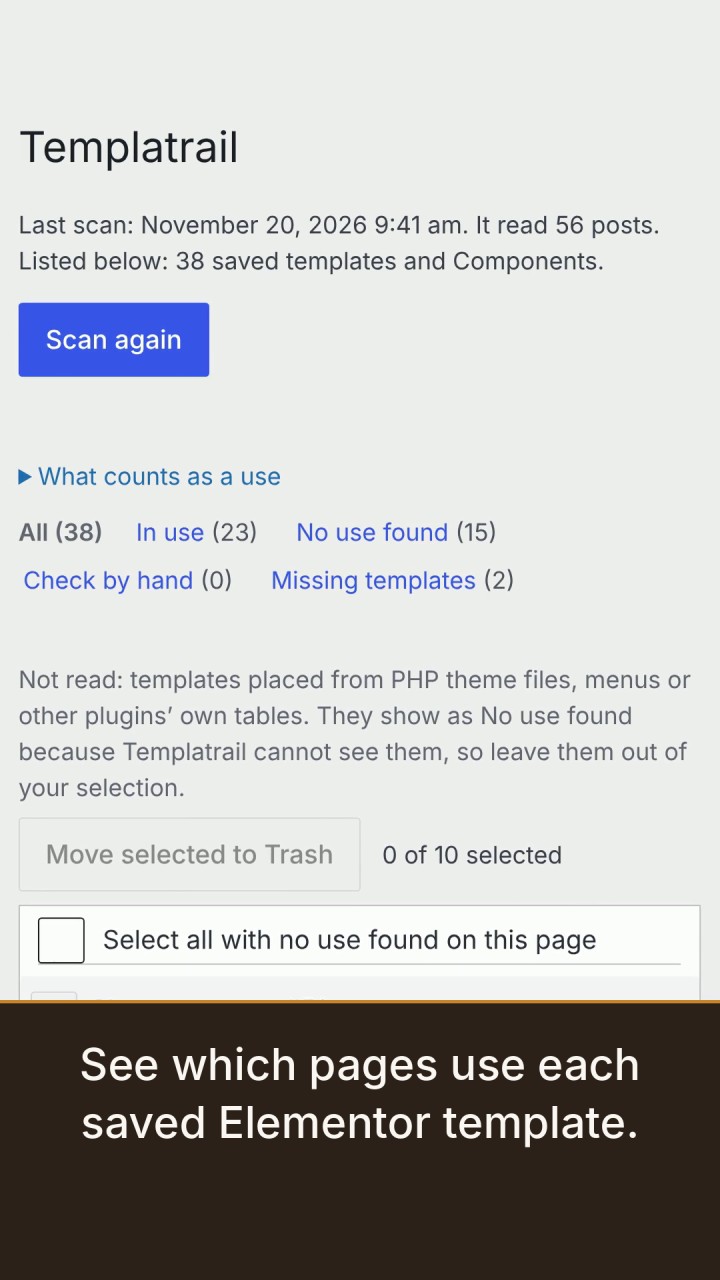 Templatrail
Last scan: November 20, 2026 9:41 am. It read 56 posts.
Listed below: 38 saved templates and Components.
Scan again
What counts as a use
All (38) In use (23) No use found (15)
Check by hand (0) Missing templates (2)
Not read: templates placed from PHP theme files, menus or
other plugins’ own tables. They show as No use found
because Templatrail cannot see them, so leave them out of
your selection.
Move selected to Trash 0 of 10 selected
Select all with no use found on this page
See which pages use each
saved Elementor template.